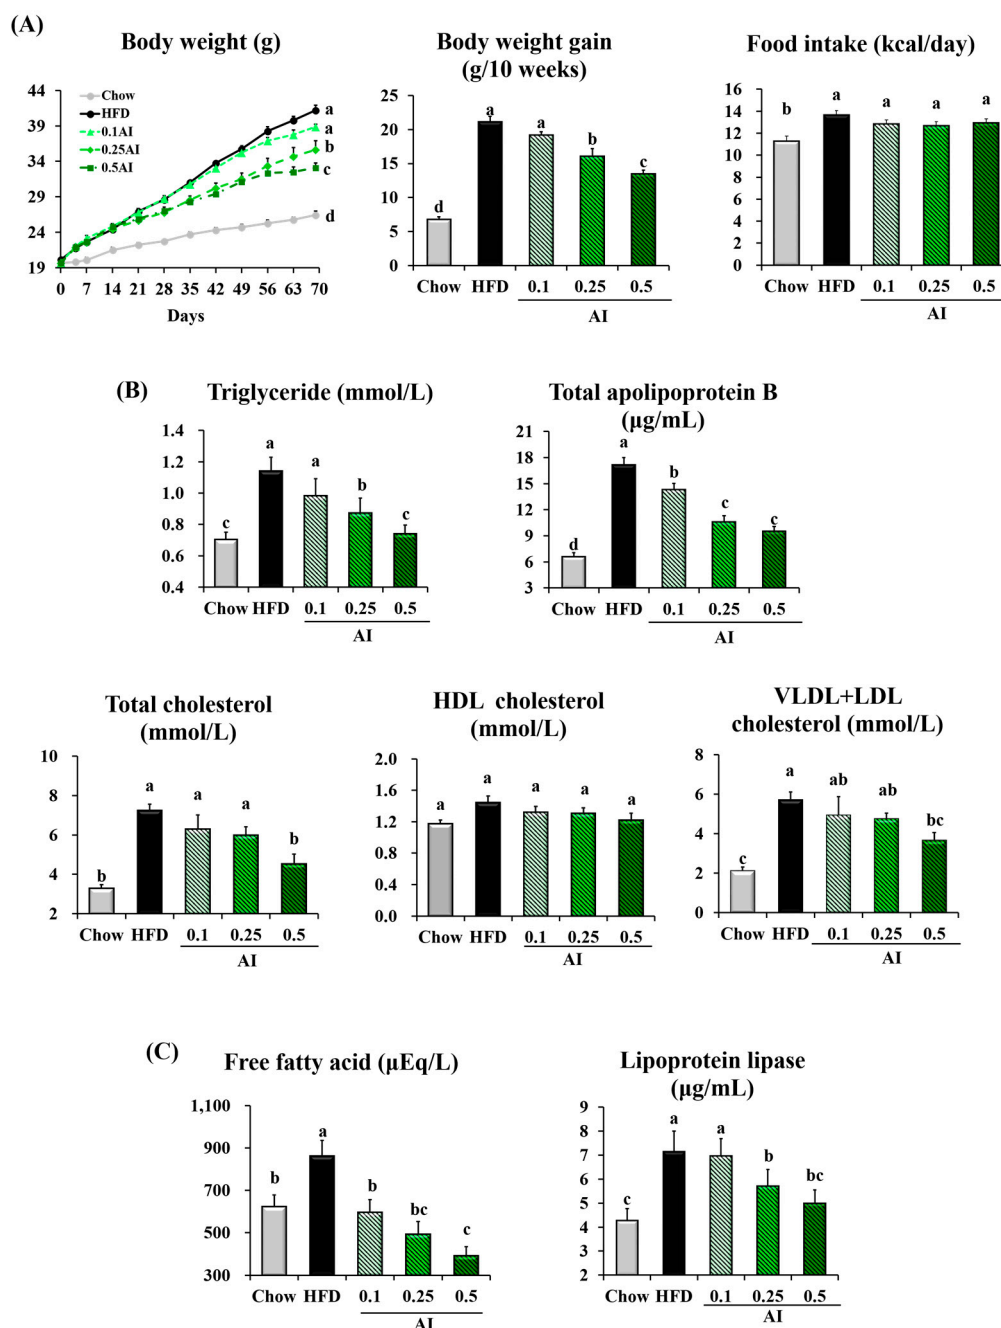 (A)
Body weight (g)
Chow
HFD
0.1AI
0.25AI
0.5AI
44
39
34
29
24
19
a
a
b
c
d
0 7 14 21 28 35 42 49 56 63 70
Days
Body weight gain
(g/10 weeks)
25
20
15
10
5
0
d a a b c
Chow HFD 0.1 0.25 0.5
AI
Food intake (kcal/day)
16
14
12
10
8
6
4
2
0
b a a a a
Chow HFD 0.1 0.25 0.5
AI
(B)
Triglyceride (mmol/L)
1.4
1.2
1.0
0.8
0.6
0.4
c a a b c
Chow HFD 0.1 0.25 0.5
AI
Total apolipoprotein B
(µg/mL)
21
18
15
12
9
6
3
d a b c c
Chow HFD 0.1 0.25 0.5
AI
Total cholesterol
(mmol/L)
10
8
6
4
2
b a a a b
Chow HFD 0.1 0.25 0.5
AI
HDL cholesterol
(mmol/L)
2.0
1.6
1.2
0.8
0.4
0.0
a a a a a
Chow HFD 0.1 0.25 0.5
AI
VLDL+LDL
cholesterol (mmol/L)
8
6
4
2
0
c a ab ab bc
Chow HFD 0.1 0.25 0.5
AI
(C)
Free fatty acid (µEq/L)
1,100
900
700
500
300
b a b bc c
Chow HFD 0.1 0.25 0.5
AI
Lipoprotein lipase
(µg/mL)
9
8
7
6
5
4
3
2
c a a b bc
Chow HFD 0.1 0.25 0.5
AI